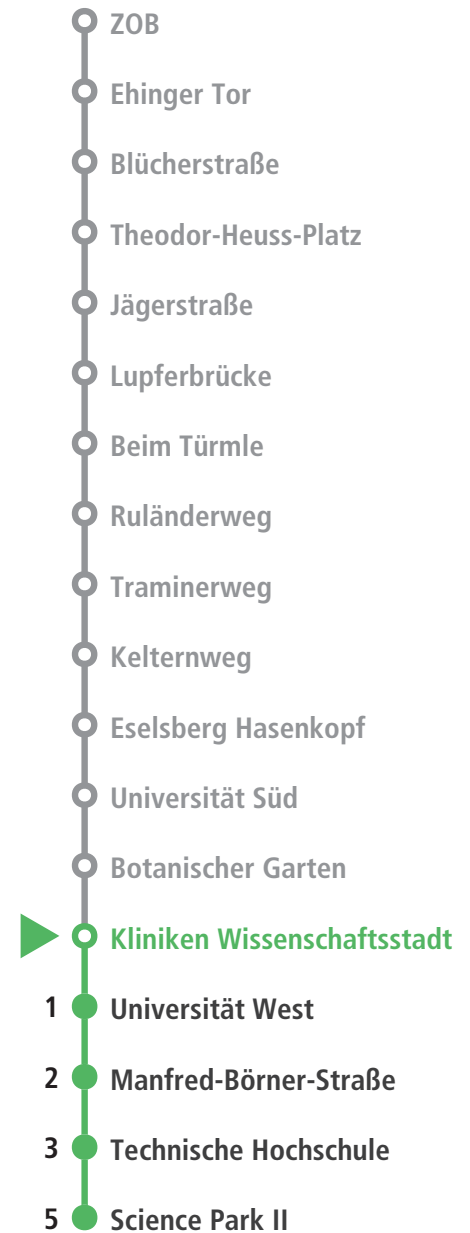 ZOB
Ehinger Tor
Blücherstraße
Theodor-Heuss-Platz
Jägerstraße
Lupferbrücke
Beim Türmle
Ruländerweg
Traminerweg
Kelternweg
Eselsberg Hasenkopf
Universität Süd
Botanischer Garten
Kliniken Wissenschaftsstadt
1 Universität West
2 Manfred-Börner-Straße
3 Technische Hochschule
5 Science Park II